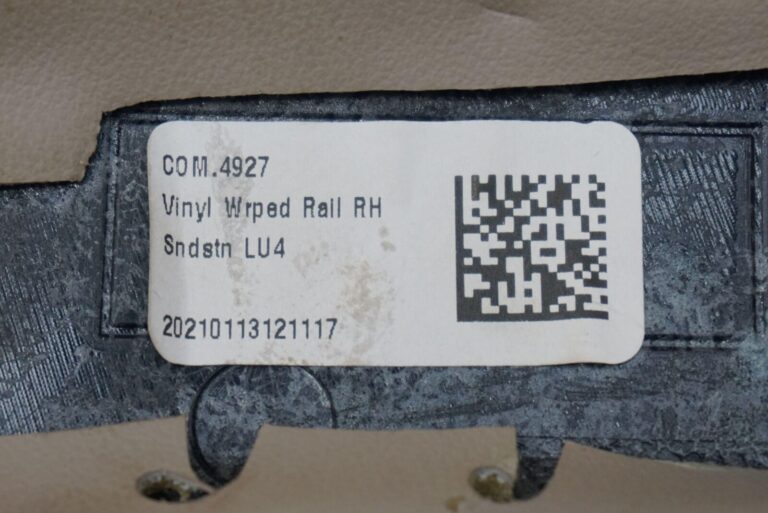 COM.4927
Vinyl Wrped Rail RH
Sndstn LU4
20210113121117